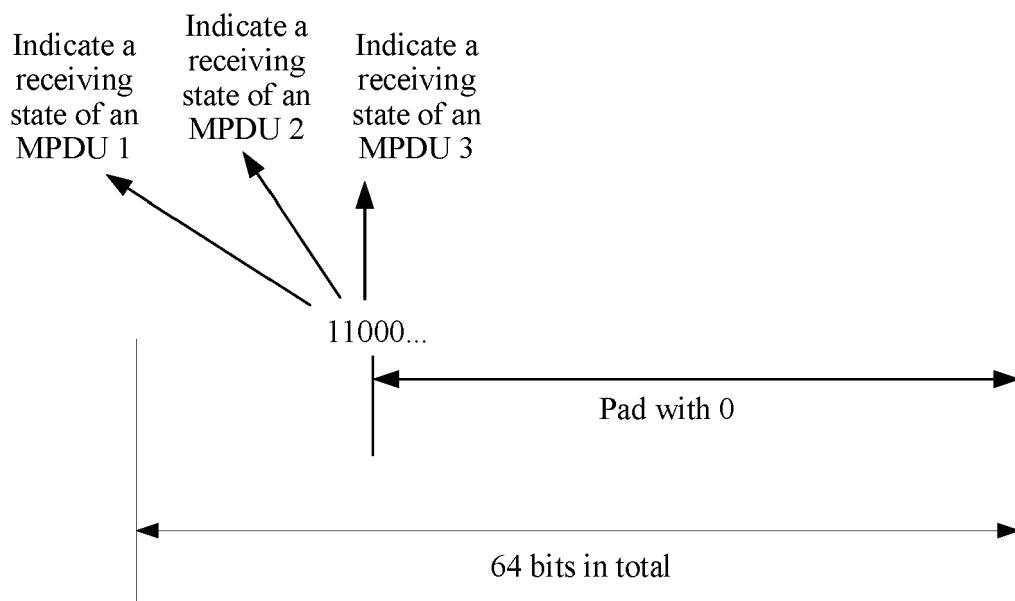 Indicate a
receiving
state of an
MPDU 1
Indicate a
receiving
state of an
MPDU 2
Indicate a
receiving
state of an
MPDU 3
11000...
Pad with 0
64 bits in total